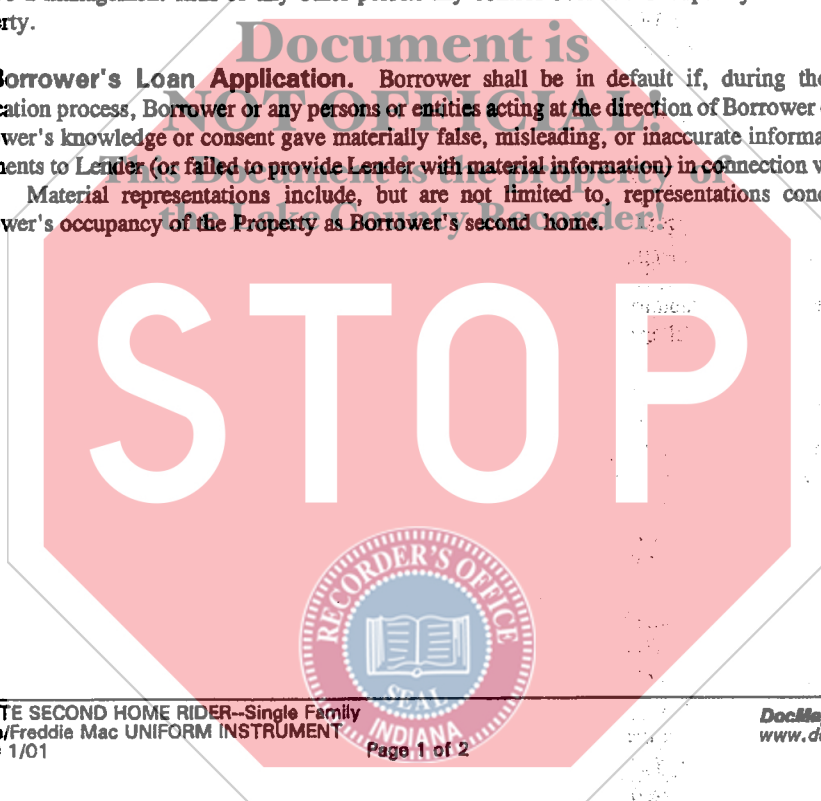 erty.
Document is
Borrower's Loan Application. Borrower shall be in default if, during the
cation process, Borrower or any persons or entities acting at the direction of Borrower
NOT OFFICIAL!
wer's knowledge or consent gave materially false, misleading, or inaccurate informa
ments to Lender (or failed to provide Lender with material information) in connection w
This Document is the property of
Material representations include, but are not limited to, representations conc
the Lake County Recorder!
wer's occupancy of the Property as Borrower's second home.
STOP
RECORDER'S OFFICE
SEAL
INDIANA
TE SECOND HOME RIDER--Single Family
/Freddie Mac UNIFORM INSTRUMENT
1/01
Page 1 of 2
DocMa
www.d